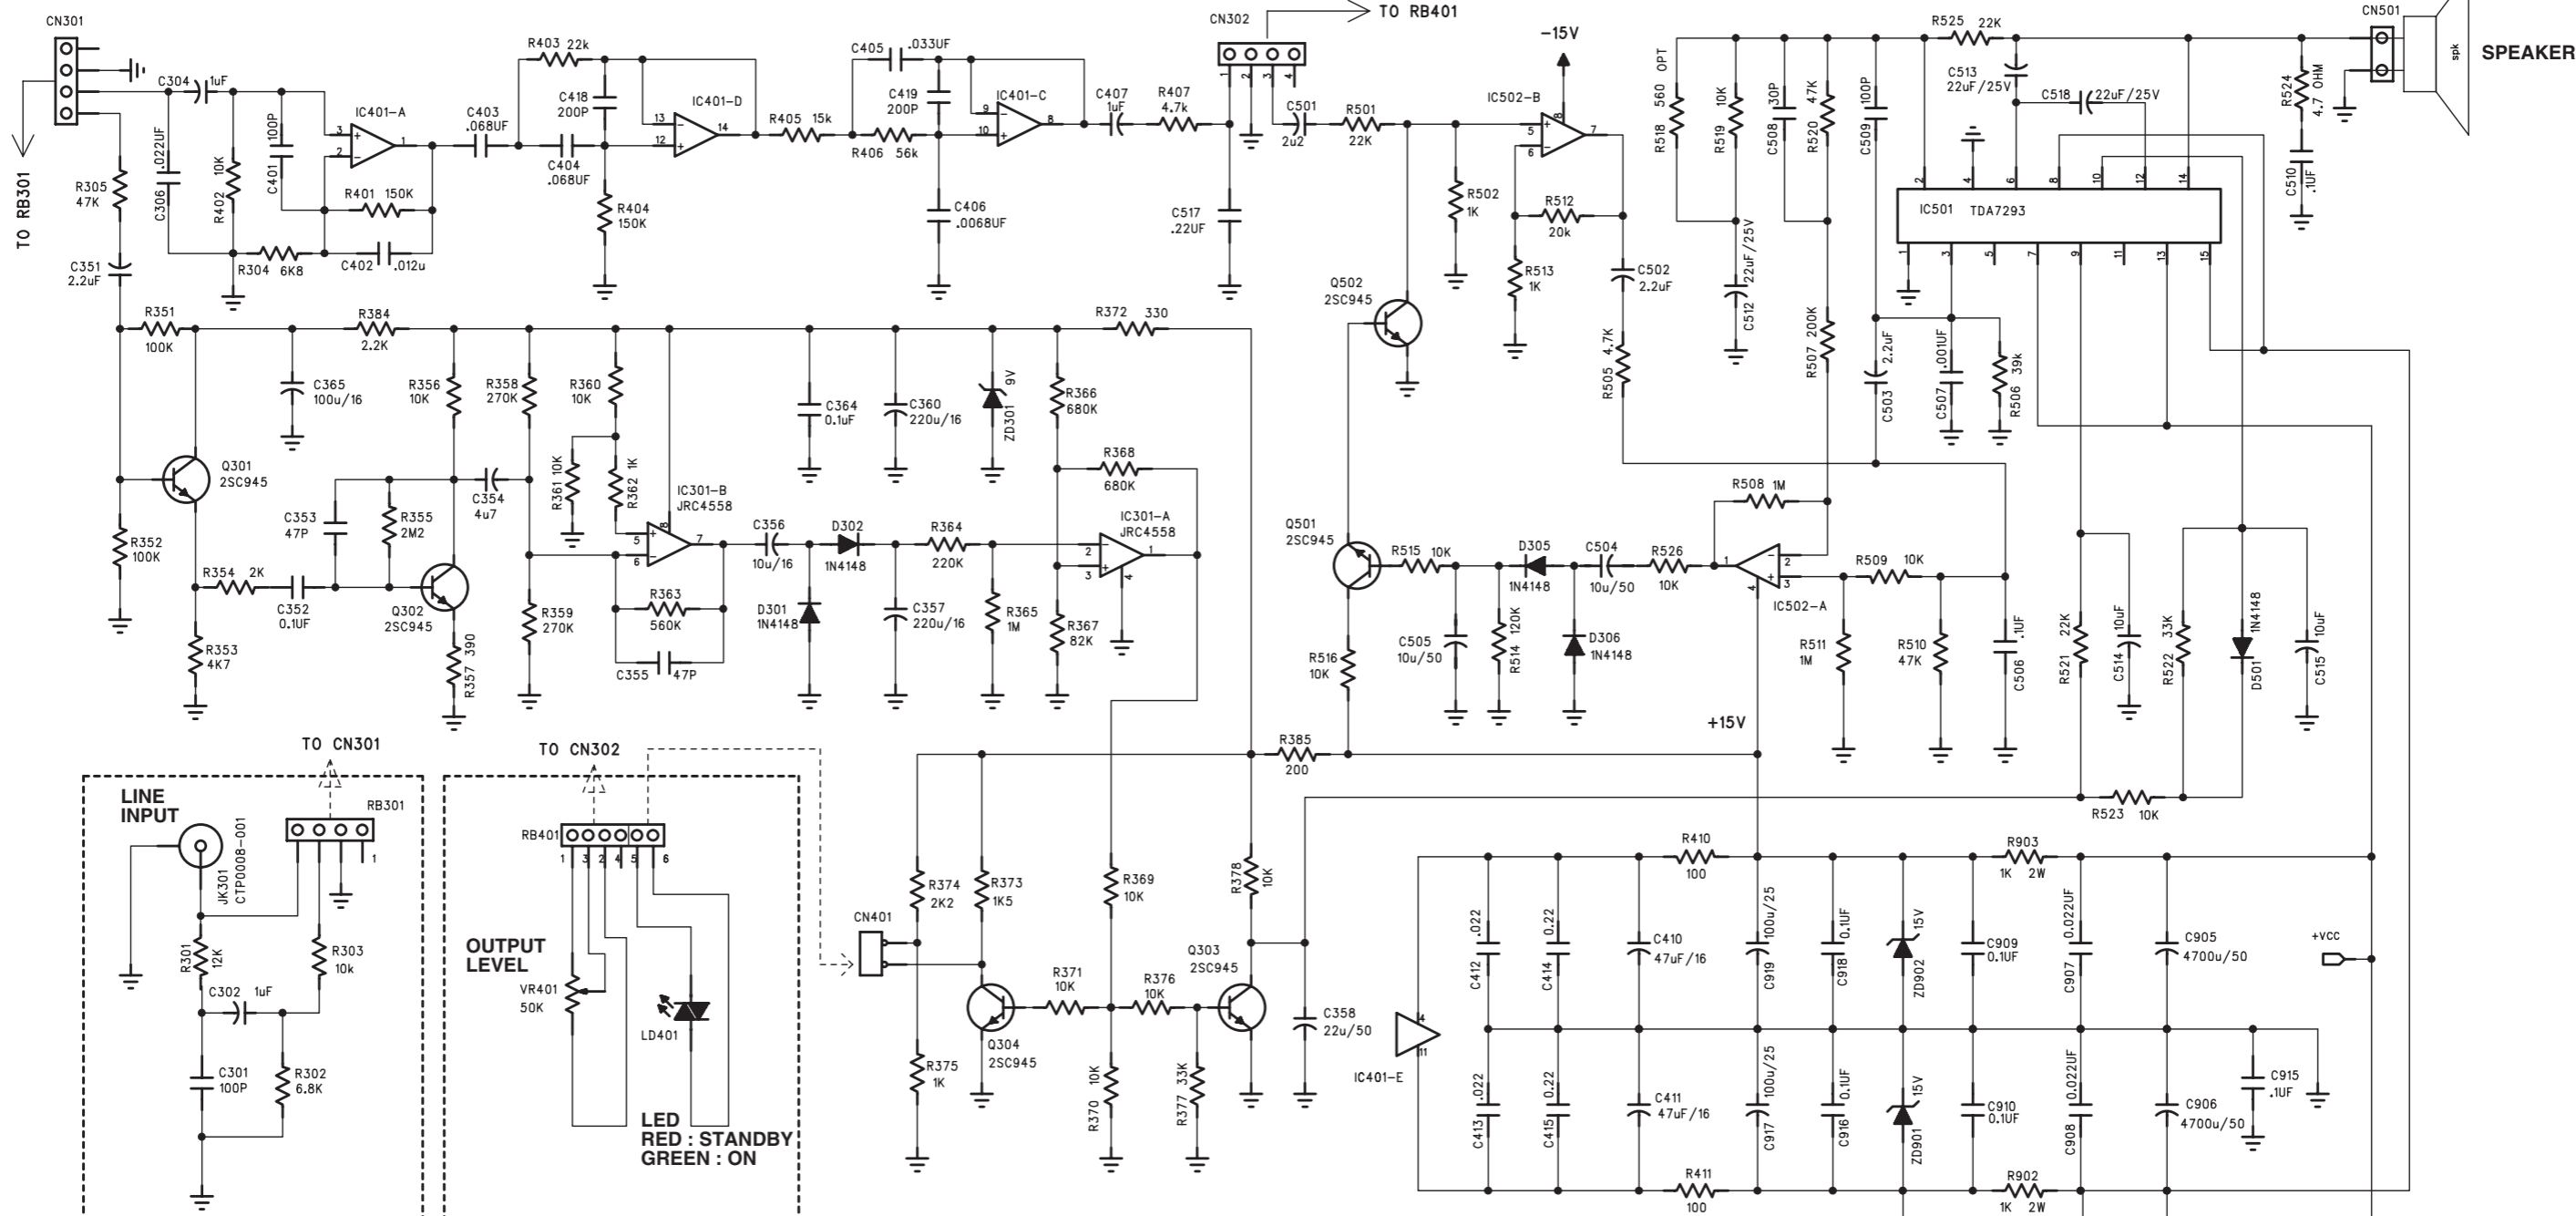 CN301
CN302
TO RB401
CN501
SPEAKER
spk
TO RB301
C304 1uF
R403 22k
C405 .033UF
-15V
R525 22K
C418 200P
IC401-D
C419 200P
IC401-C
C407 1uF
R407 4.7k
C501 2u2
R501 22K
IC502-B
R518 560 OPT
R519 10K
C508 30P
R520 47K
C509 100P
C513 22uF/25V
C518 22uF/25V
R524 4.7 OHM
C510 .1UF
IC401-A
C403 .068UF
C404 .068UF
R405 15k
R406 56k
R305 47K
C306 .022UF
R402 10K
C401 100P
R401 150K
R304 6K8
C402 .012u
R404 150K
C406 .0068UF
C517 .22UF
R502 1K
R512 20k
R513 1K
C502 2.2uF
C512 22uF/25V
IC501 TDA7293
C351 2.2uF
R351 100K
R384 2.2K
R372 330
Q502 2SC945
R505 4.7K
R507 200K
C503 2.2uF
C507 .001UF
R506 39k
C365 100u/16
R356 10K
R358 270K
R360 10K
C364 0.1uF
C360 220u/16
ZD301 9V
R366 680K
R368 680K
Q301 2SC945
R352 100K
C353 47P
R355 2M2
C354 4u7
R361 10K
R362 1K
IC301-B
JRC4558
C356 10u/16
D302 1N4148
R364 220K
IC301-A
JRC4558
Q501 2SC945
R515 10K
D305 1N4148
C504 10u/50
R526 10K
R508 1M
R509 10K
IC502-A
R354 2K
C352 0.1UF
Q302 2SC945
R353 4K7
R357 390
R359 270K
R363 560K
C355 47P
D301 1N4148
C357 220u/16
R365 1M
R367 82K
R516 10K
C505 10u/50
R514 120K
D306 1N4148
R511 1M
R510 47K
C506 .1UF
R521 22K
C514 10uF
R522 33K
D501 1N4148
C515 10uF
+15V
R385 200
R523 10K
TO CN301
LINE
INPUT
RB301
JK301
CTP0008-001
R301 12K
R303 10k
C302 1uF
C301 100P
R302 6.8K
TO CN302
RB401
OUTPUT
LEVEL
VR401 50K
LD401
LED
RED : STANDBY
GREEN : ON
CN401
R374 2K2
R373 1K5
R369 10K
R378 10K
R371 10K
R376 10K
Q303 2SC945
Q304 2SC945
R375 1K
R370 10K
R377 33K
C358 22u/50
IC401-E
R410 100
R903 1K 2W
C412 .022
C414 0.22
C410 47uF/16
C919 100u/25
C918 0.1UF
ZD902 15V
C909 0.1UF
C907 0.022UF
C905 4700u/50
+VCC
C413 .022
C415 0.22
C411 47uF/16
C917 100u/25
C916 0.1UF
ZD901 15V
C910 0.1UF
C908 0.022UF
C906 4700u/50
C915 .1UF
R411 100
R902 1K 2W